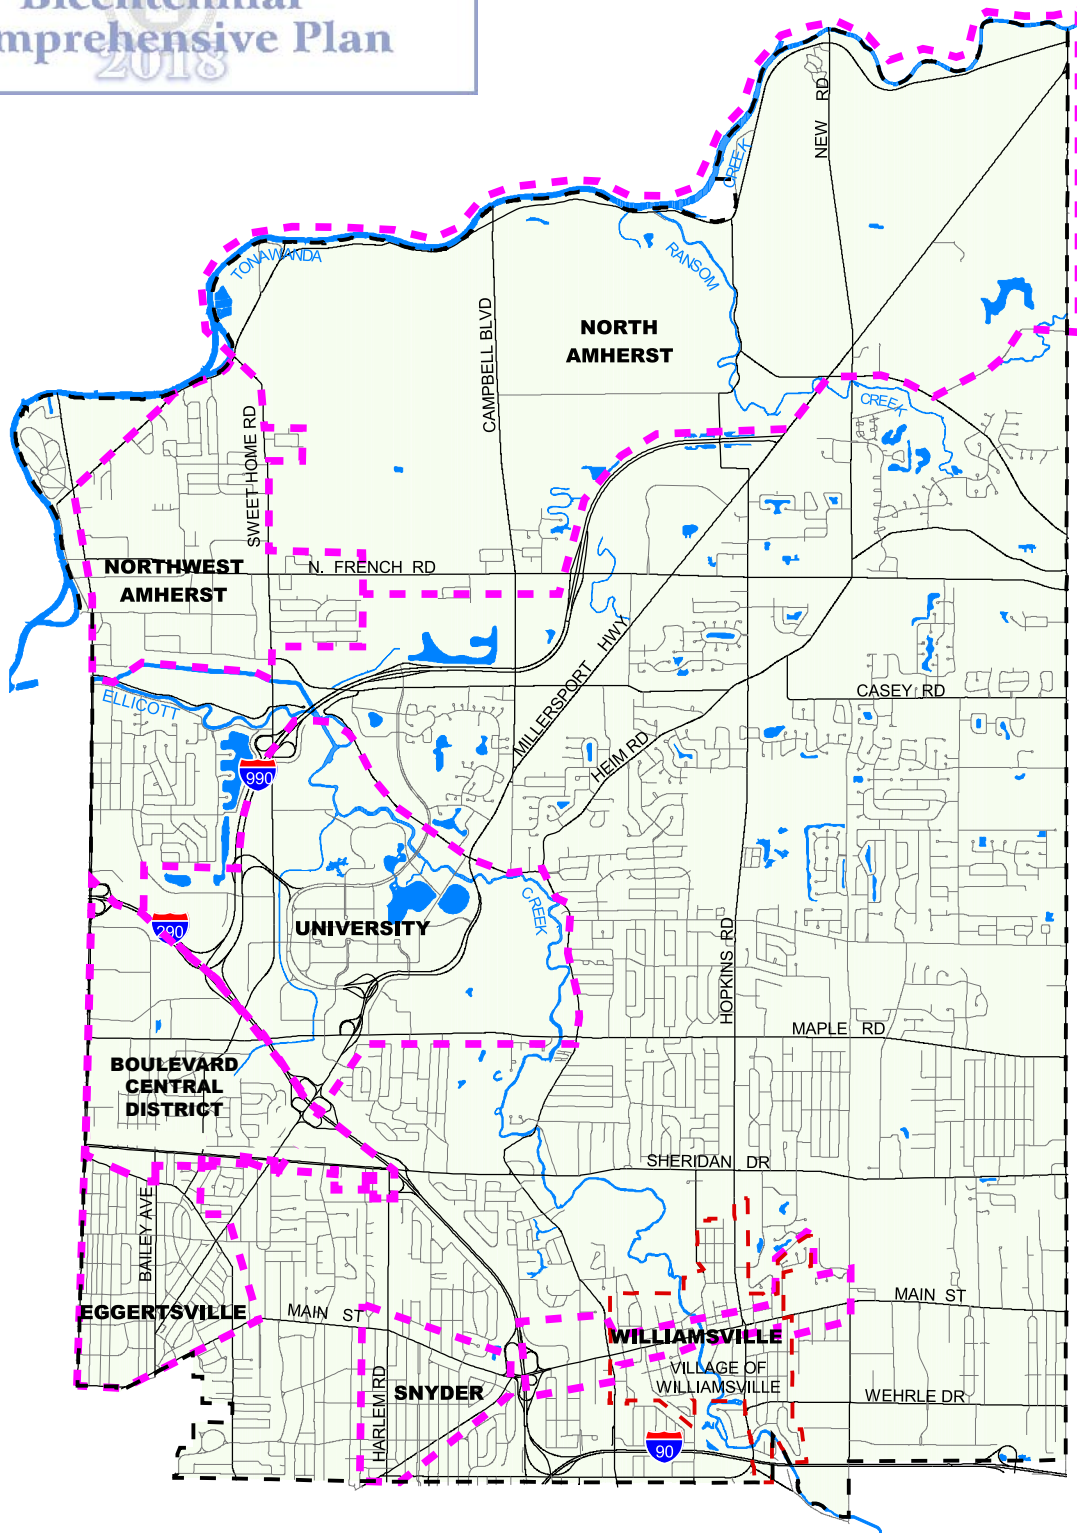 Bicentennial
mprehensive Plan
2018
NEW RD
CREEK
TONAWANDA
RANSOM
CAMPBELL BLVD
NORTH
AMHERST
CREEK
SWEET HOME RD
NORTHWEST
AMHERST
N. FRENCH RD
MILLERSPORT HWY
CASEY RD
ELLICOTT
HEIM RD
990
CREEK
290
UNIVERSITY
HOPKINS RD
MAPLE RD
BOULEVARD
CENTRAL
DISTRICT
SHERIDAN DR
BAILEY AVE
MAIN ST
EGGERTSVILLE
MAIN ST
WILLIAMSVILLE
VILLAGE OF
WILLIAMSVILLE
HARLEM RD
SNYDER
WEHRLE DR
90